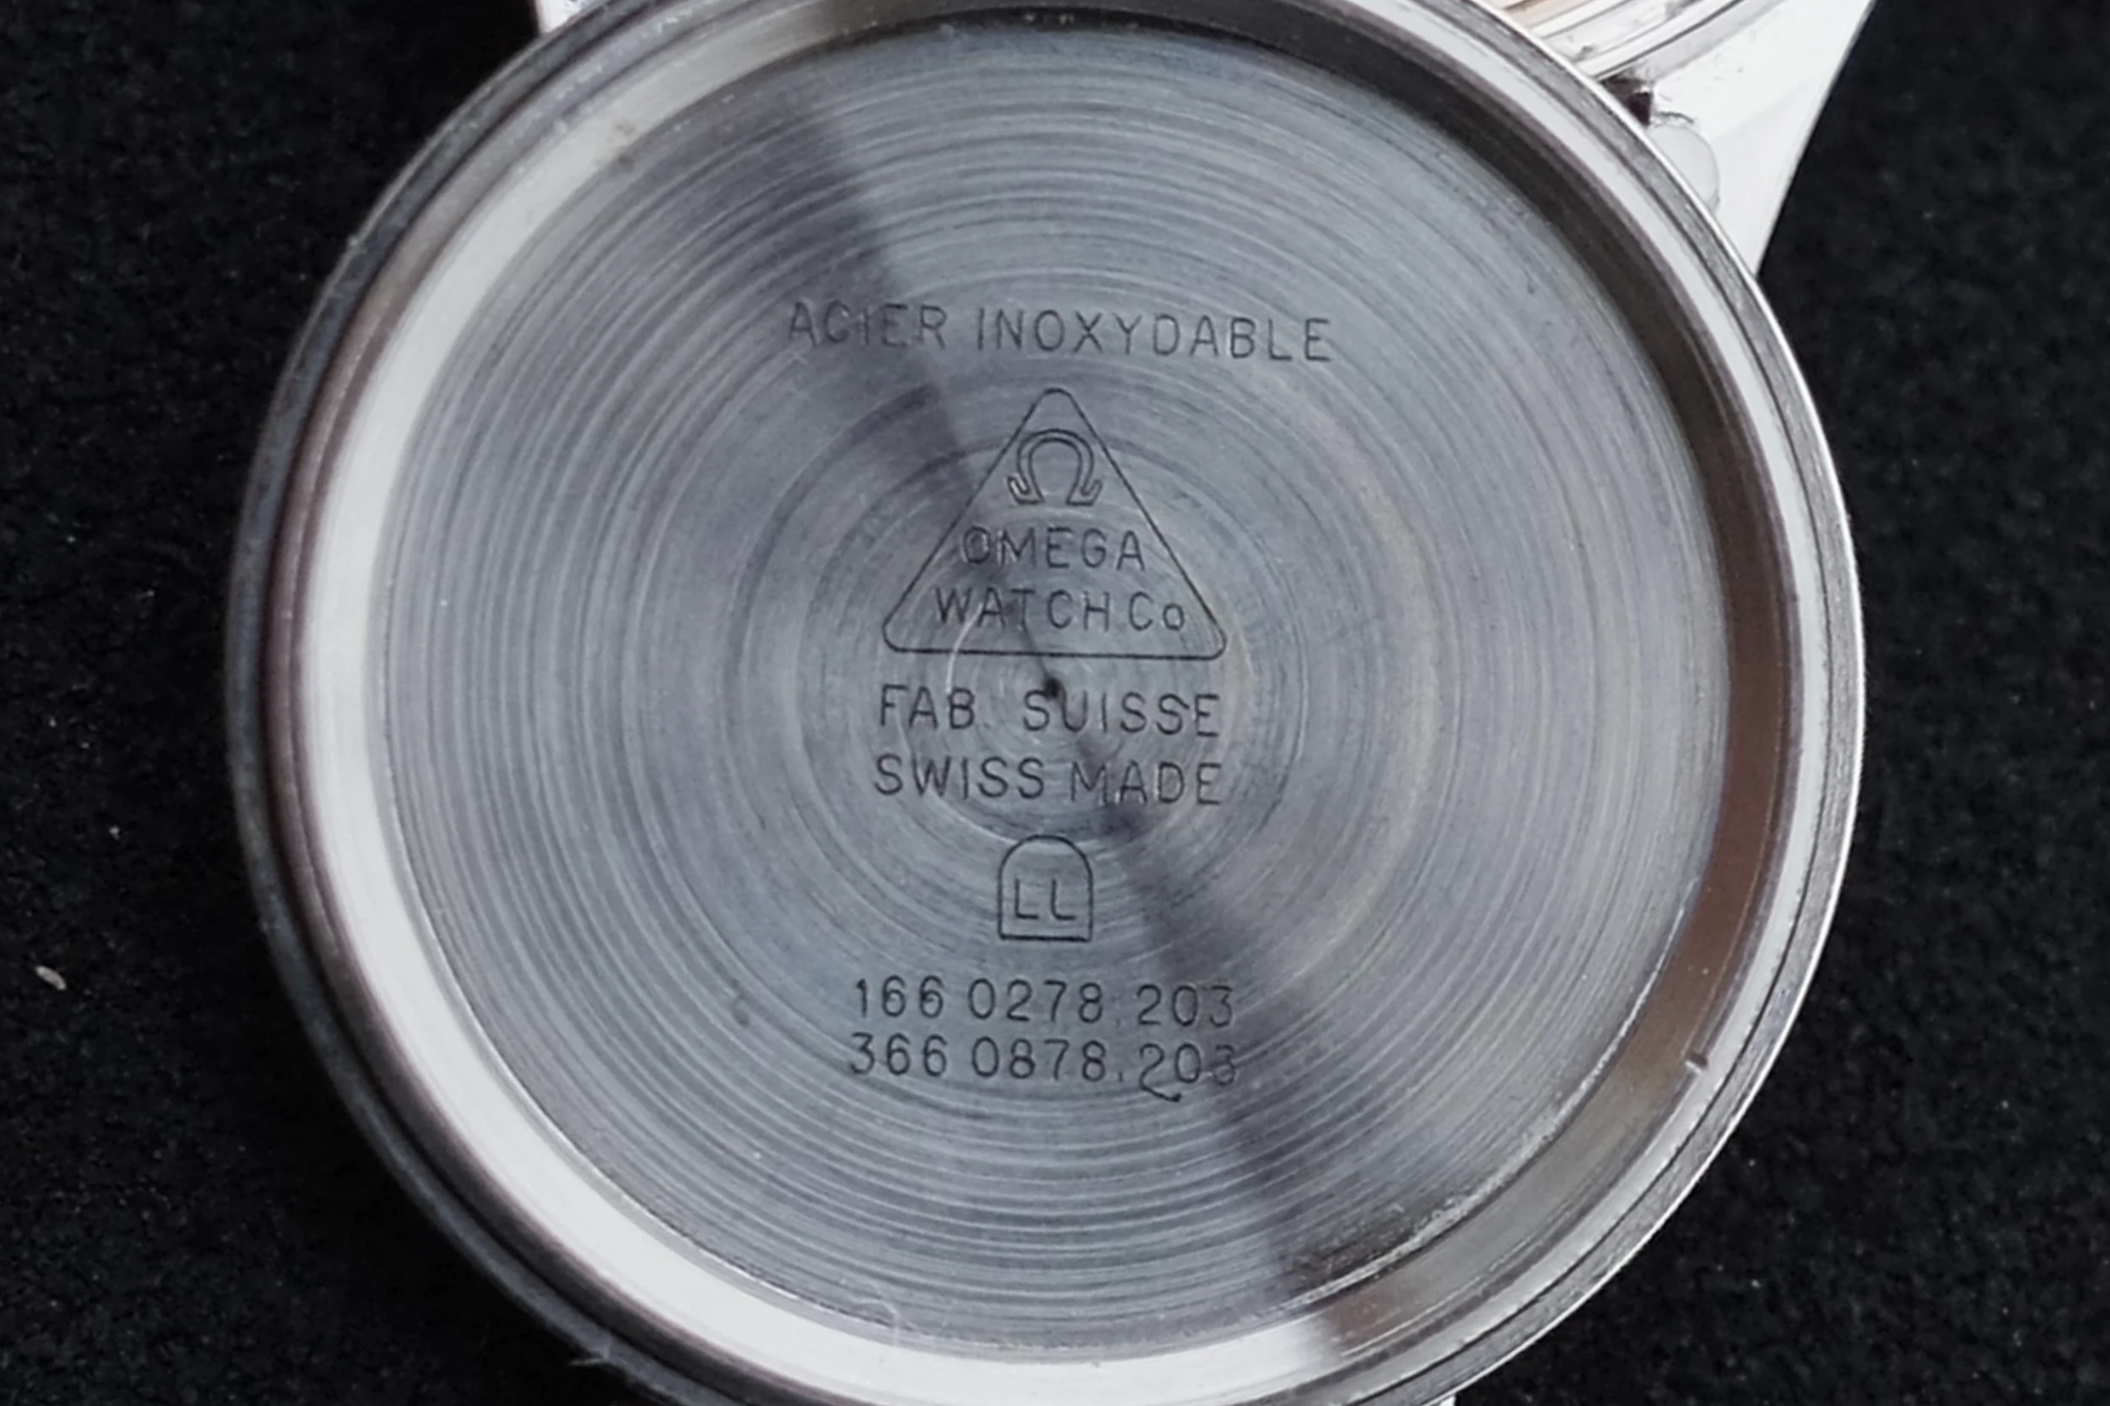 ACIER INOXYDABLE
Ω
OMEGA
WATCH Co
FAB. SUISSE
SWISS MADE
LL
166 0278.203
366 0878.203